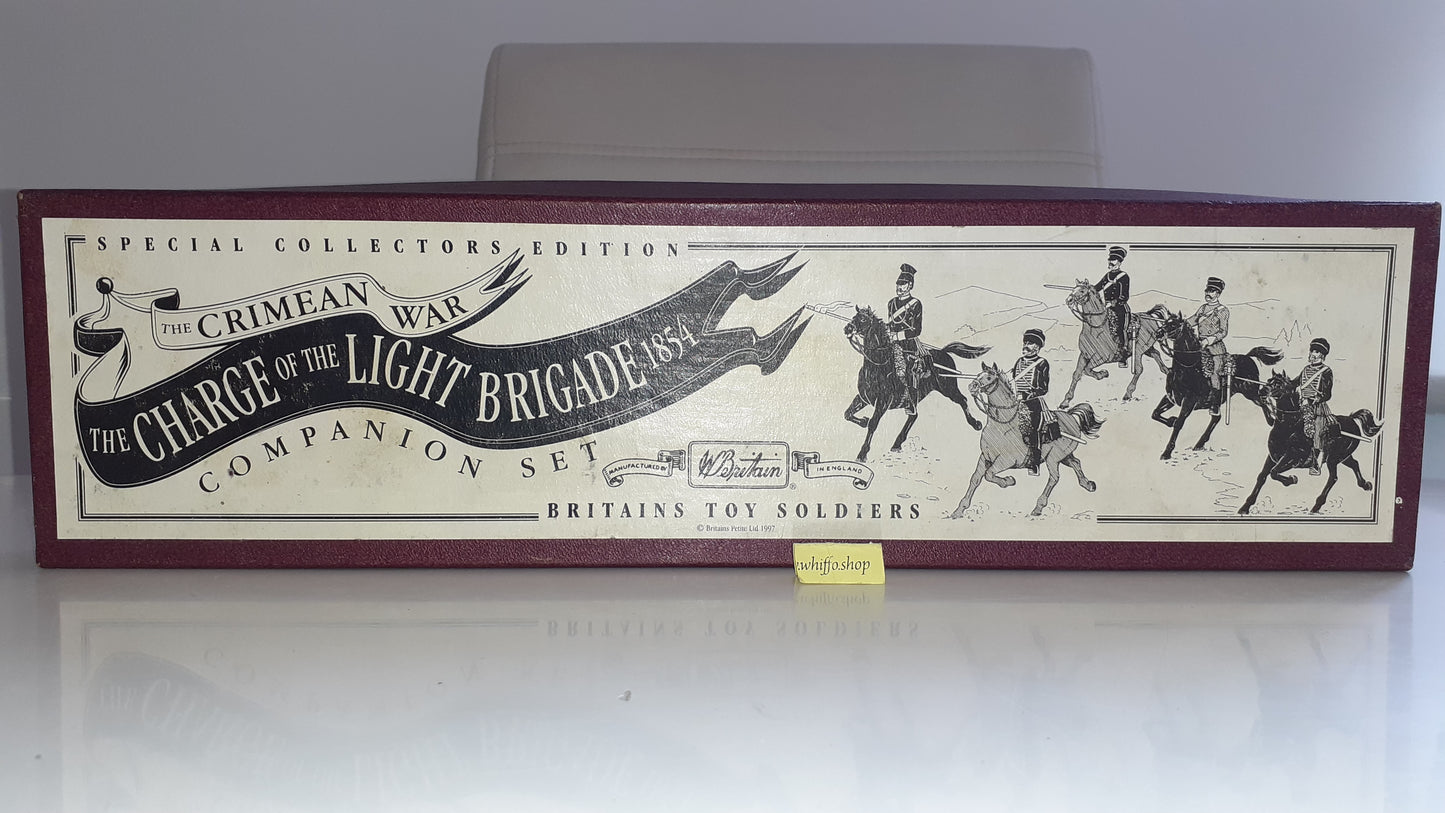 SPECIAL COLLECTORS EDITION
THE CRIMEAN WAR
THE CHARGE OF THE LIGHT BRIGADE 1854
COMPANION SET
MANUFACTURED BY
W Britain
®
IN ENGLAND
BRITAINS TOY SOLDIERS
© Britains Petite Ltd 1997
.whiffo.shop